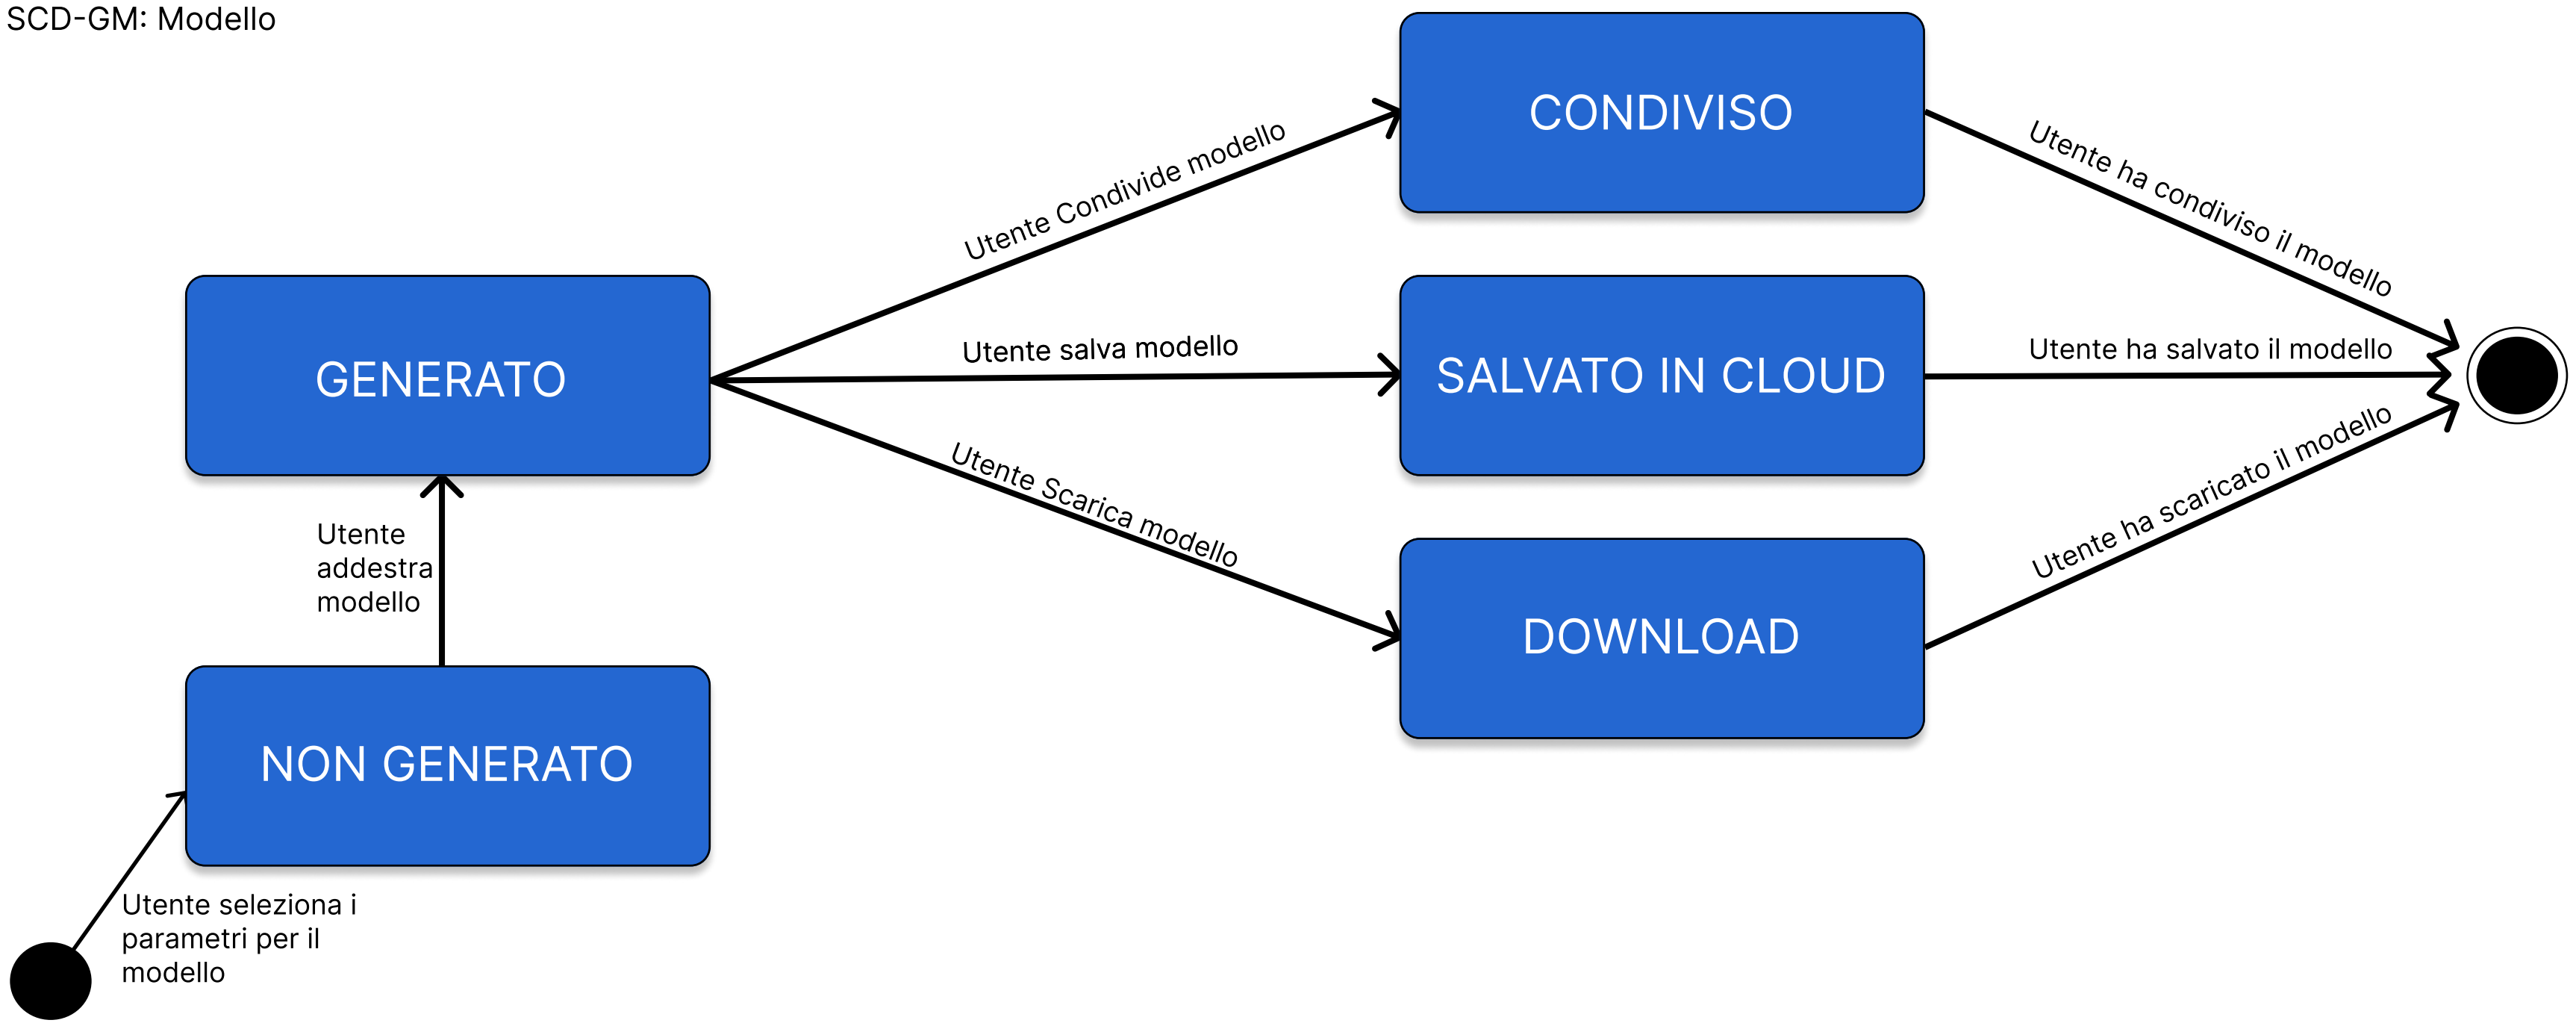 SCD-GM: Modello
CONDIVISO
Utente Condivide modello
Utente ha condiviso il modello
GENERATO
Utente salva modello
SALVATO IN CLOUD
Utente ha salvato il modello
Utente Scarica modello
Utente ha scaricato il modello
DOWNLOAD
Utente
addestra
modello
NON GENERATO
Utente seleziona i
parametri per il
modello